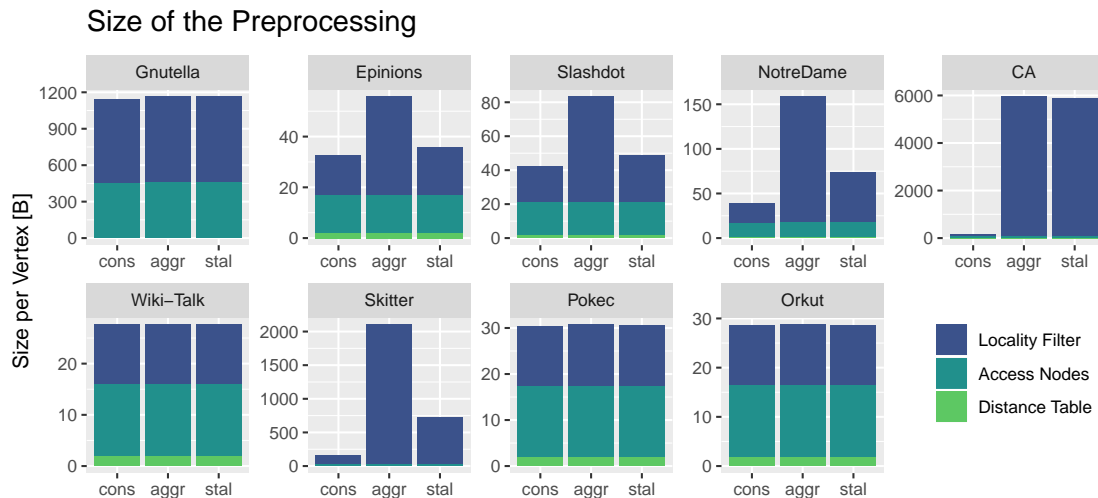 Size of the Preprocessing
Size per Vertex [B]
Gnutella
1200
900
600
300
0
cons aggr stal
Epinions
40
20
0
cons aggr stal
Slashdot
80
60
40
20
0
cons aggr stal
NotreDame
150
100
50
0
cons aggr stal
CA
6000
4000
2000
0
cons aggr stal
Wiki−Talk
20
10
0
cons aggr stal
Skitter
2000
1500
1000
500
0
cons aggr stal
Pokec
30
20
10
0
cons aggr stal
Orkut
30
20
10
0
cons aggr stal
Locality Filter
Access Nodes
Distance Table